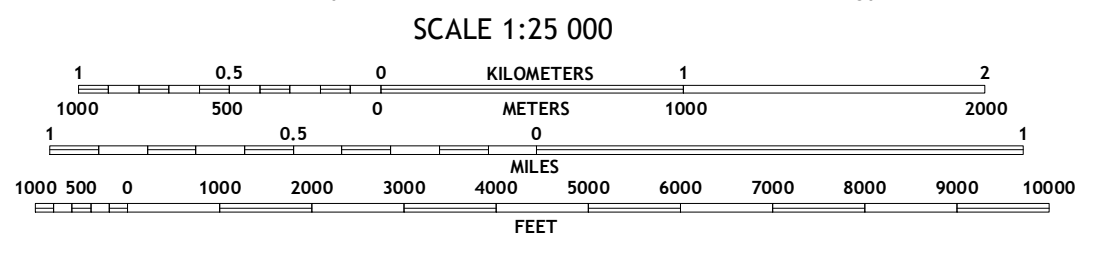 SCALE 1:25 000
1 0.5 0 KILOMETERS 1 2
1000 500 0 METERS 1000 2000
1 0.5 0 1
MILES
1000 500 0 1000 2000 3000 4000 5000 6000 7000 8000 9000 10000
FEET